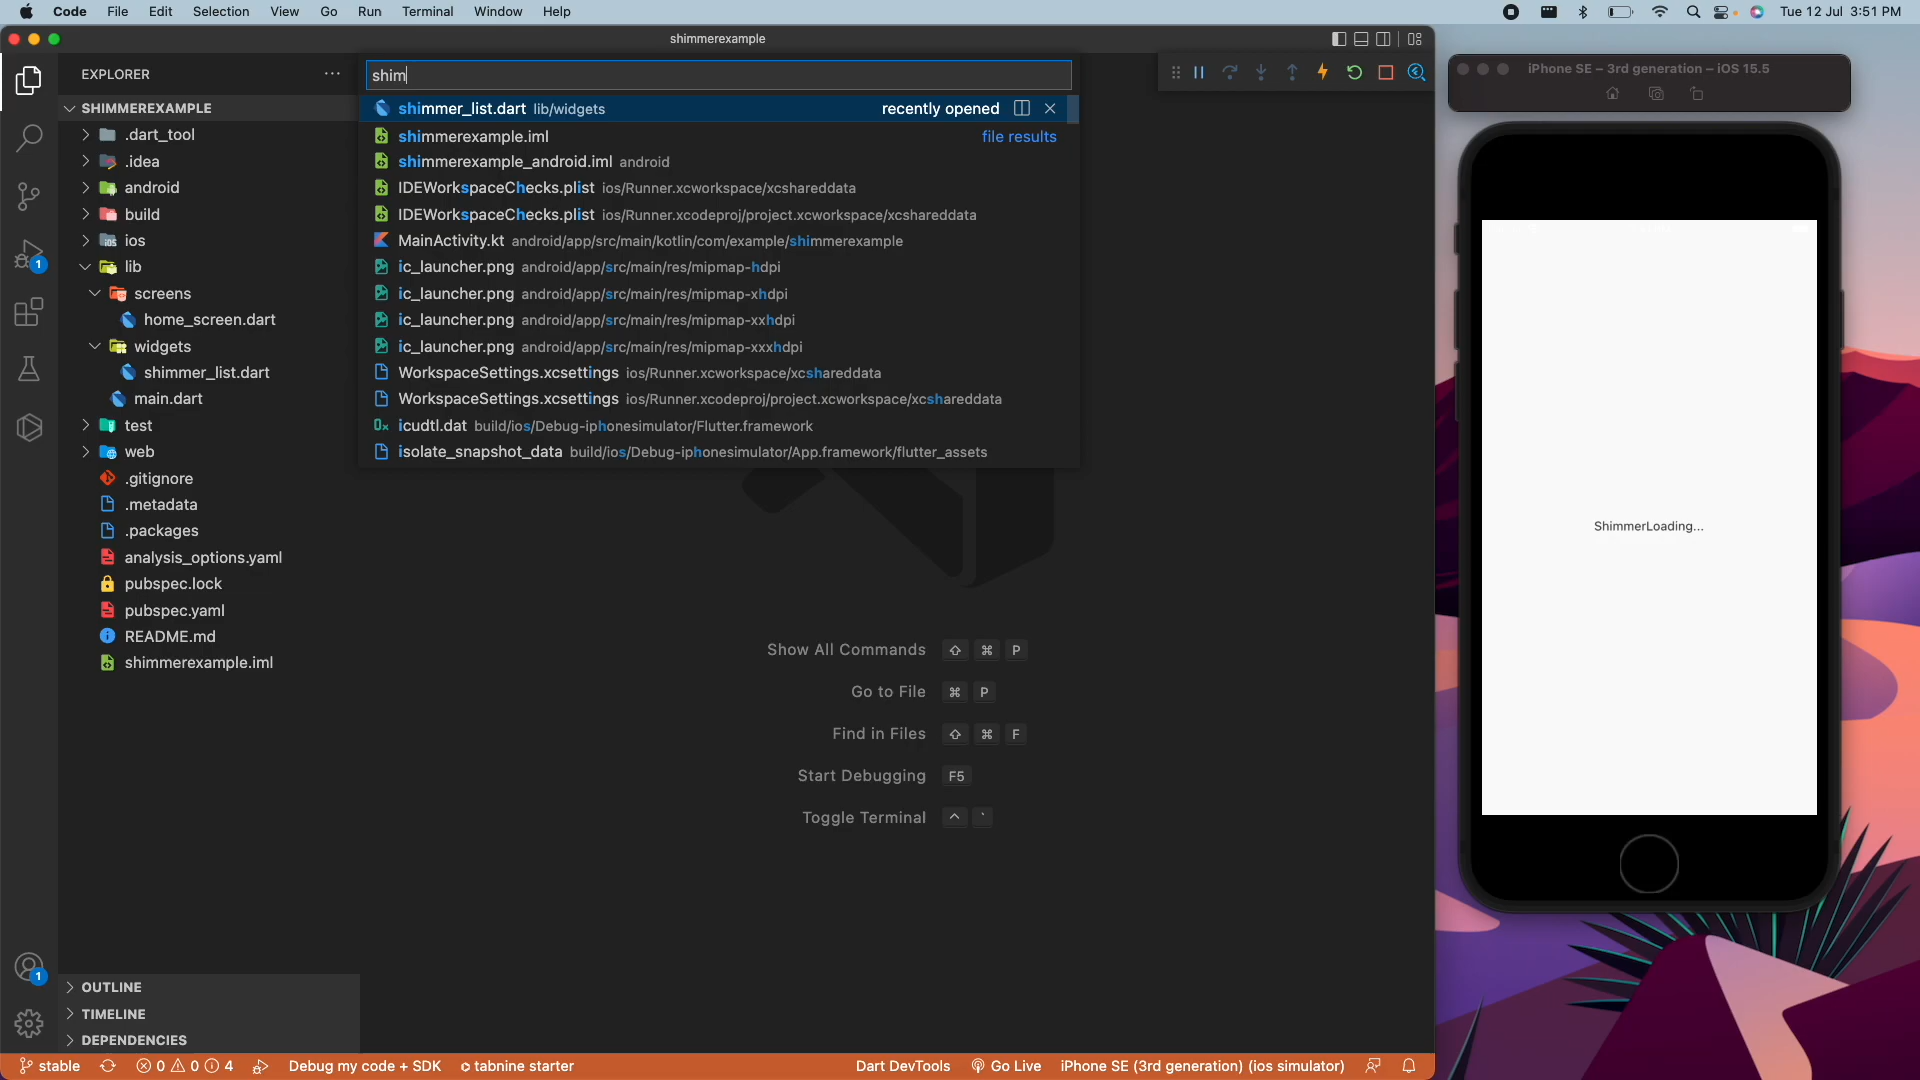 Code File Edit Selection View Go Run Terminal Window Help Tue 12 Jul 3:51 PM
shimmerexample
EXPLORER
SHIMMEREXAMPLE
.dart_tool
.idea
android
build
ios
lib
screens
home_screen.dart
widgets
shimmer_list.dart
main.dart
test
web
.gitignore
.metadata
.packages
analysis_options.yaml
pubspec.lock
pubspec.yaml
README.md
shimmerexample.iml
OUTLINE
TIMELINE
DEPENDENCIES
1
1
shim
shimmer_list.dart lib/widgets recently opened
shimmerexample.iml file results
shimmerexample_android.iml android
IDEWorkspaceChecks.plist ios/Runner.xcworkspace/xcshareddata
IDEWorkspaceChecks.plist ios/Runner.xcodeproj/project.xcworkspace/xcshareddata
MainActivity.kt android/app/src/main/kotlin/com/example/shimmerexample
ic_launcher.png android/app/src/main/res/mipmap-hdpi
ic_launcher.png android/app/src/main/res/mipmap-xhdpi
ic_launcher.png android/app/src/main/res/mipmap-xxhdpi
ic_launcher.png android/app/src/main/res/mipmap-xxxhdpi
WorkspaceSettings.xcsettings ios/Runner.xcworkspace/xcshareddata
WorkspaceSettings.xcsettings ios/Runner.xcodeproj/project.xcworkspace/xcshareddata
icudtl.dat build/ios/Debug-iphonesimulator/Flutter.framework
isolate_snapshot_data build/ios/Debug-iphonesimulator/App.framework/flutter_assets
Show All Commands ⇧ ⌘ P
Go to File ⌘ P
Find in Files ⇧ ⌘ F
Start Debugging F5
Toggle Terminal ^ `
iPhone SE – 3rd generation – iOS 15.5
ShimmerLoading...
stable 0 0 4 Debug my code + SDK tabnine starter Dart DevTools Go Live iPhone SE (3rd generation) (ios simulator)